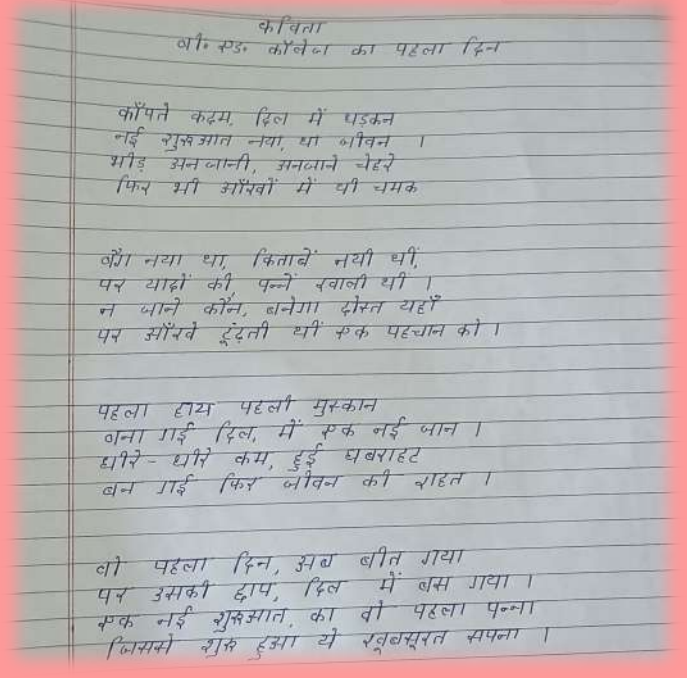 कविता
बी॰ एड॰ कॉलेज का पहला दिन
काँपते कदम, दिल में धड़कन
नई शुरूआत नया, था जीवन ।
भीड़ अनजानी, अनजाने चेहरे
फिर भी आँखों में थी चमक
बैग नया था, किताबें नयी थीं,
पर यादों की, पन्नें खाली थीं ।
न जाने कौन, बनेगा दोस्त यहाँ
पर आँखे ढूंढ़ती थीं एक पहचान को ।
पहला हाय पहली मुस्कान
बना गई दिल, में एक नई जान ।
धीरे - धीरे कम, हुई घबराहट
बन गई फिर जीवन की राहत ।
वो पहला दिन, अब बीत गया
पर उसकी छाप, दिल में बस गया ।
एक नई शुरूआत, का वो पहला पन्ना
जिससे शुरू हुआ ये खूबसूरत सपना ।